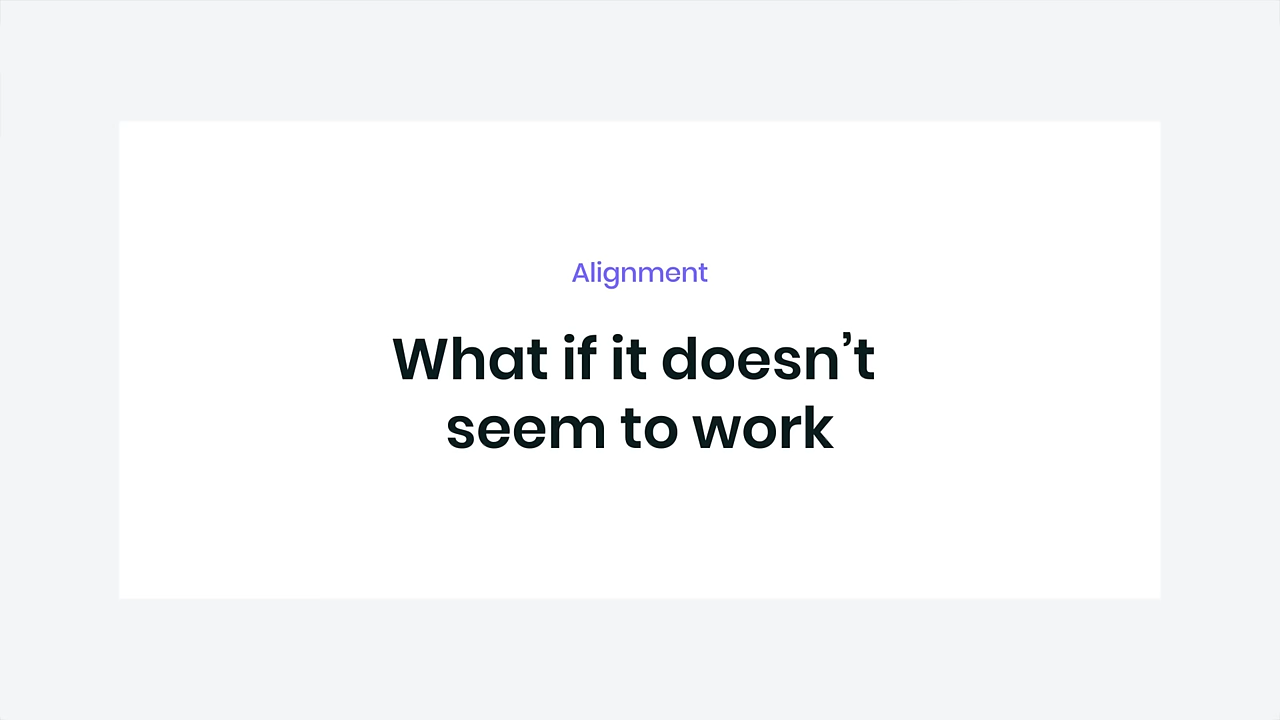 Alignment
What if it doesn’t
seem to work